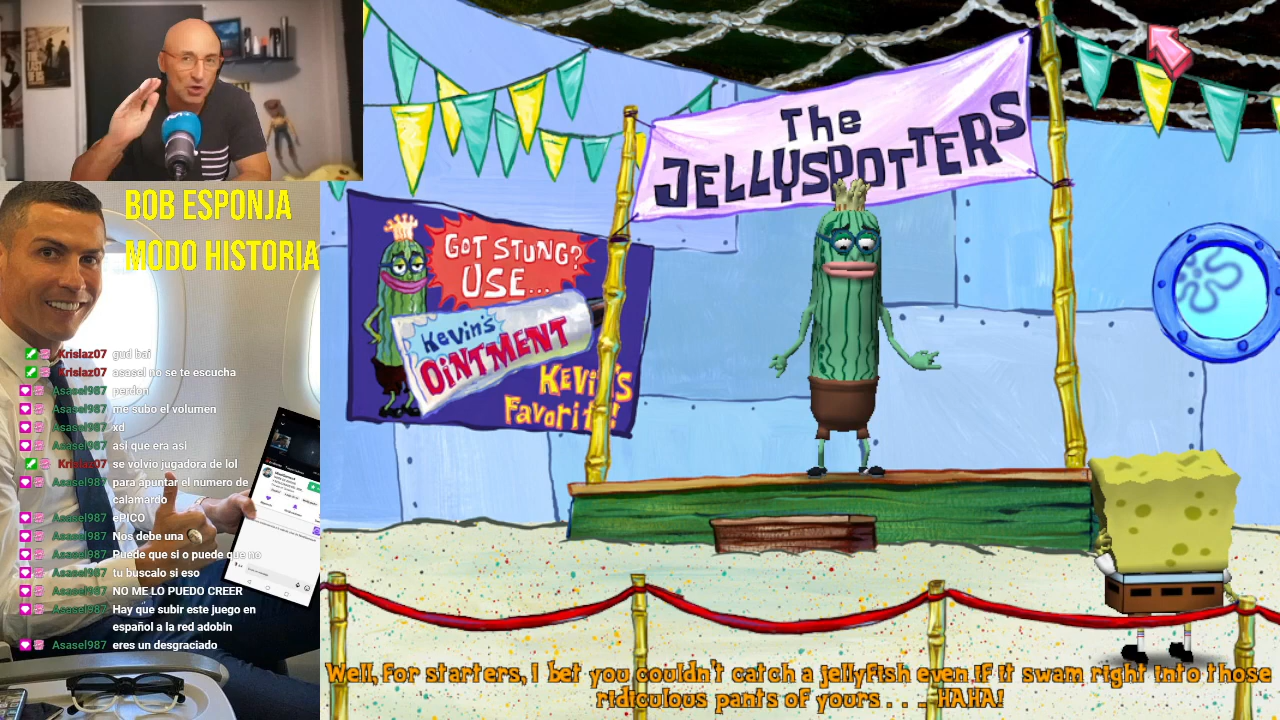 The
JELLYSPOTTERS
GOT STUNG?
USE...
Kevin's
OINTMENT
KEVIN'S
Favorite!
BOB ESPONJA
MODO HISTORIA
Krislaz07 gud bai
Krislaz07 asasel no se te escucha
Asasel987 perdon
Asasel987 me subo el volumen
Asasel987 xd
Asasel987 asi que era asi
Krislaz07 se volvio jugadora de lol
Asasel987 para apuntar el numero de
calamardo
Asasel987 ePICO
Asasel987 Nos debe una
Asasel987 Puede que si o puede que no
Asasel987 tu buscalo si eso
Asasel987 NO ME LO PUEDO CREER
Asasel987 Hay que subir este juego en
español a la red adobin
Asasel987 eres un desgraciado
Well, for starters, I bet you couldn't catch a jellyfish even if it swam right into those
ridiculous pants of yours . . . HAHA!